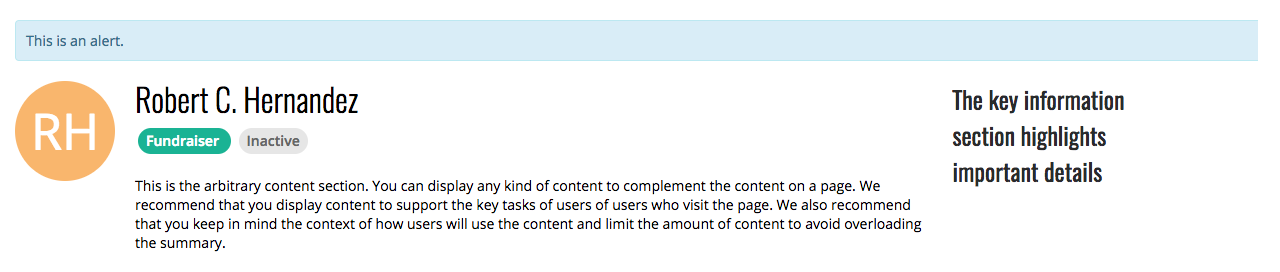 This is an alert.
RH
Robert C. Hernandez
Fundraiser Inactive
This is the arbitrary content section. You can display any kind of content to complement the content on a page. We
recommend that you display content to support the key tasks of users of users who visit the page. We also recommend
that you keep in mind the context of how users will use the content and limit the amount of content to avoid overloading
the summary.
The key information
section highlights
important details